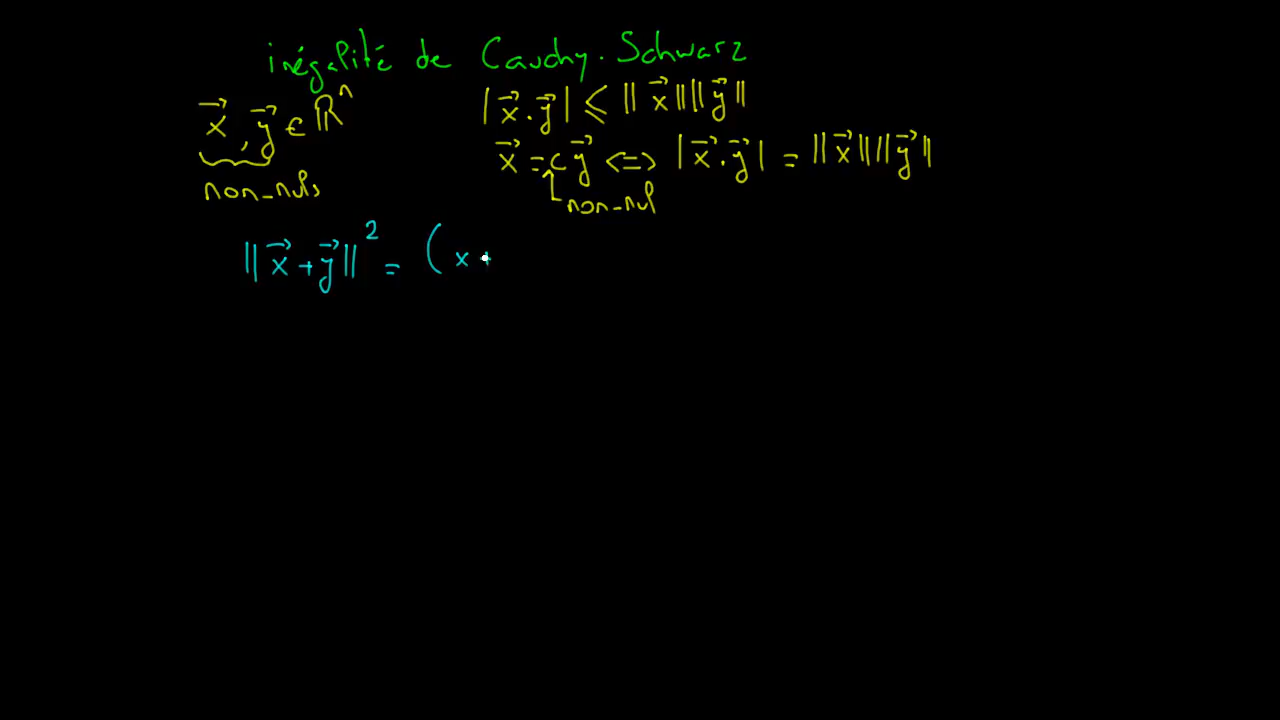 inégalité de Cauchy-Schwarz
x⃗, y⃗ ∈ ℝⁿ
non-nuls
|x⃗.y⃗| ≤ ||x⃗|| ||y⃗||
x⃗ = c y⃗ <=> |x⃗.y⃗| = ||x⃗|| ||y⃗||
non-nul
||x⃗ + y⃗||² = (x +